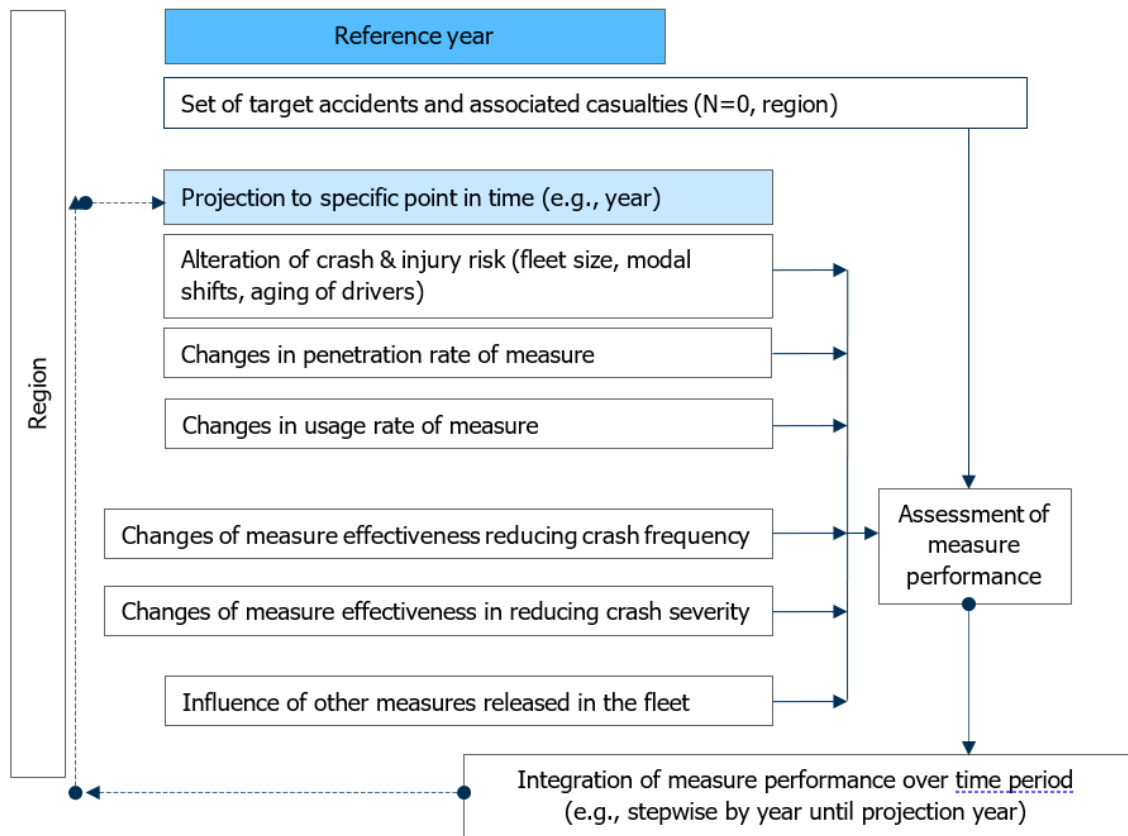 Reference year
Set of target accidents and associated casualties (N=0, region)
Projection to specific point in time (e.g., year)
Alteration of crash & injury risk (fleet size, modal
shifts, aging of drivers)
Changes in penetration rate of measure
Region
Changes in usage rate of measure
Changes of measure effectiveness reducing crash frequency
Assessment of
measure
performance
Changes of measure effectiveness in reducing crash severity
Influence of other measures released in the fleet
Integration of measure performance over time period
(e.g., stepwise by year until projection year)